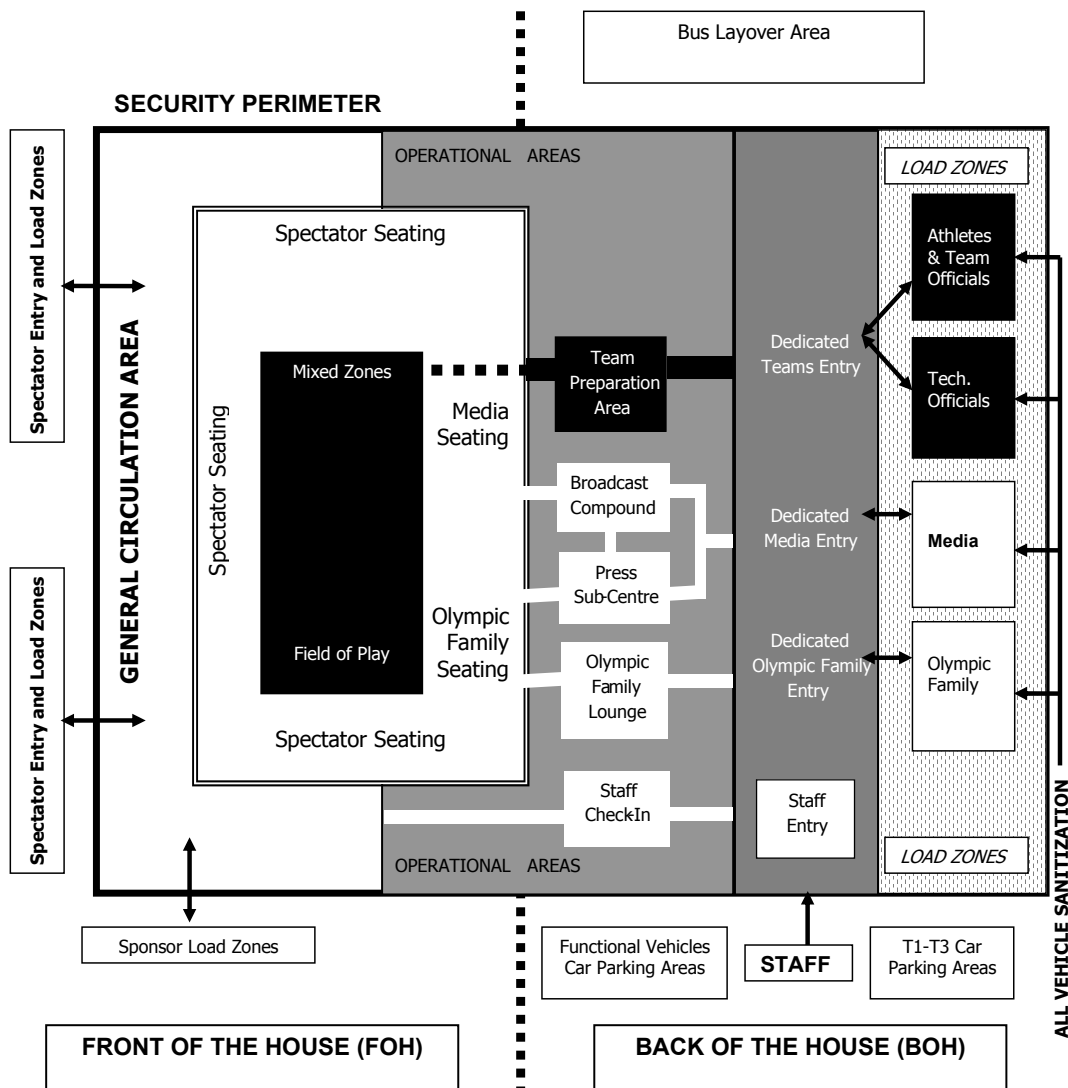 Bus Layover Area
SECURITY PERIMETER
Spectator Entry and Load Zones
OPERATIONAL AREAS
LOAD ZONES
Spectator Seating
Athletes
& Team
Officials
GENERAL CIRCULATION AREA
Spectator Seating
Mixed Zones
Media
Seating
Team
Preparation
Area
Dedicated
Teams Entry
Tech.
Officials
Broadcast
Compound
Dedicated
Media Entry
Media
Press
Sub-Centre
Spectator Entry and Load Zones
Field of Play
Olympic
Family
Seating
Olympic
Family
Lounge
Dedicated
Olympic Family
Entry
Olympic
Family
Spectator Seating
Staff
Check-In
Staff
Entry
OPERATIONAL AREAS
LOAD ZONES
ALL VEHICLE SANITIZATION
Sponsor Load Zones
Functional Vehicles
Car Parking Areas
STAFF
T1-T3 Car
Parking Areas
FRONT OF THE HOUSE (FOH)
BACK OF THE HOUSE (BOH)